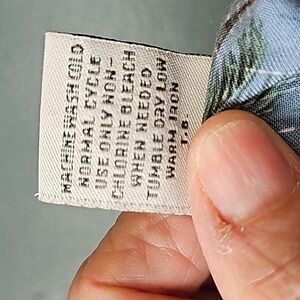 MACHINE WASH COLD
NORMAL CYCLE
USE ONLY NON-
CHLORINE BLEACH
WHEN NEEDED
TUMBLE DRY LOW
WARM IRON